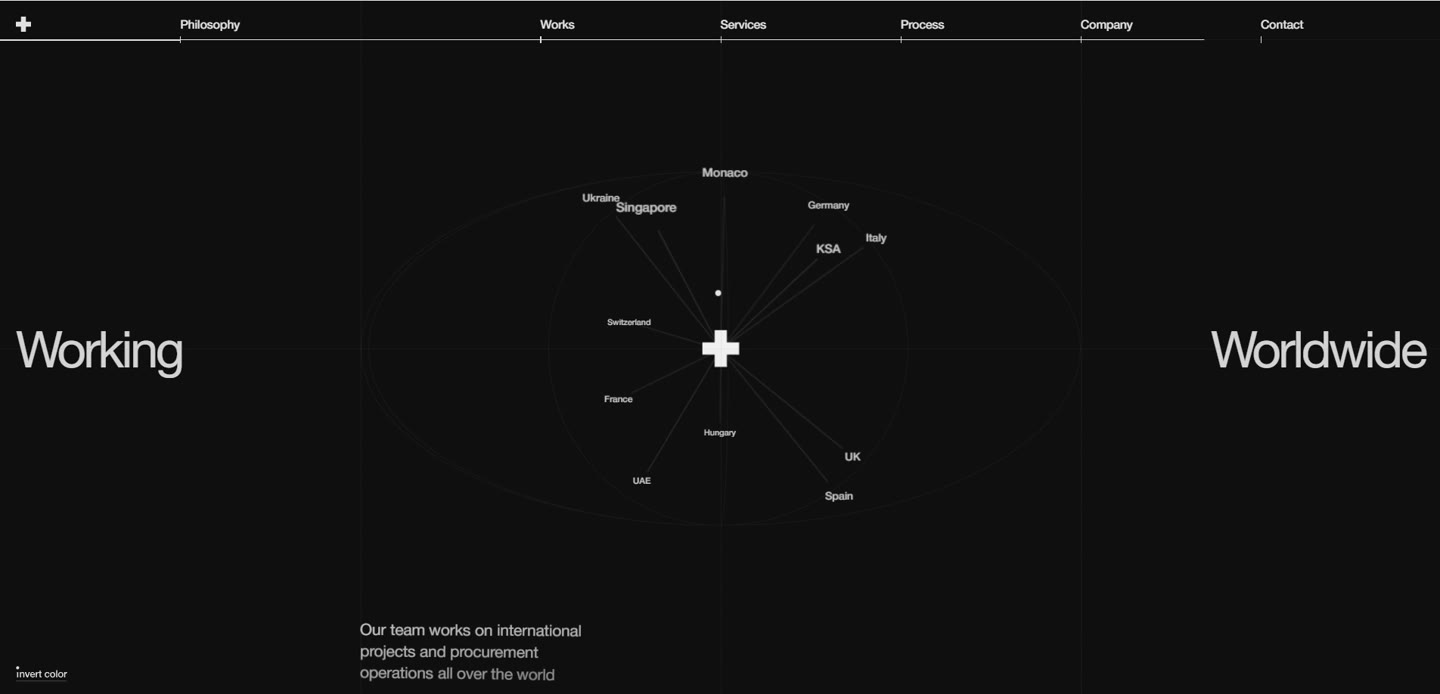 Philosophy
Works
Services
Process
Company
Contact
Monaco
Ukraine
Singapore
Germany
Italy
KSA
Switzerland
Working
Worldwide
France
Hungary
UK
UAE
Spain
Our team works on international
projects and procurement
operations all over the world
invert color